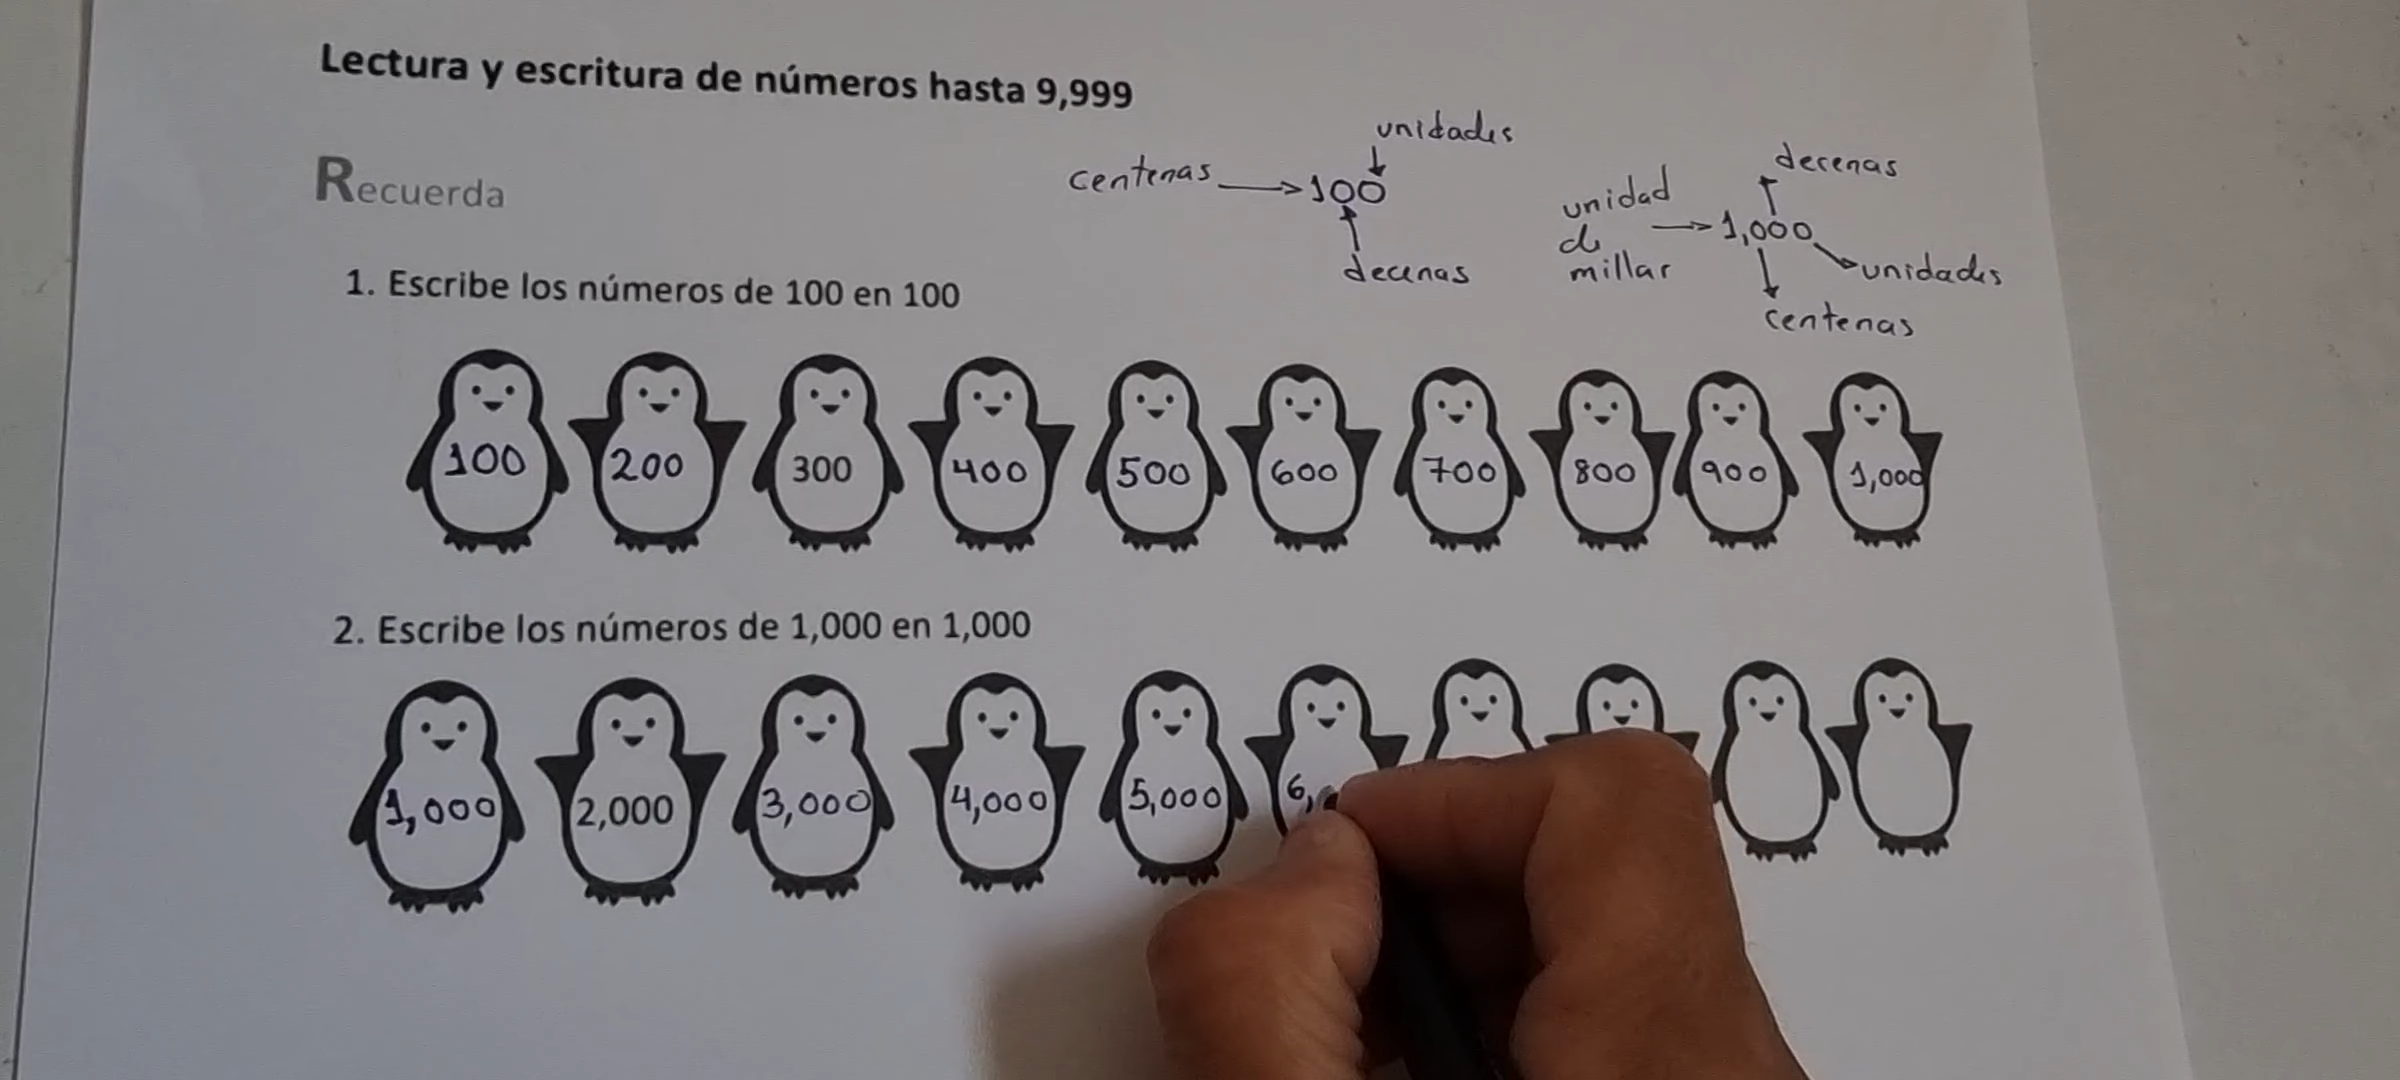 Lectura y escritura de números hasta 9,999
Recuerda
unidades
centenas 100
decenas
decenas
unidad
de
millar
1,000
unidades
centenas
1. Escribe los números de 100 en 100
100 200 300 400 500 600 700 800 900 1,000
2. Escribe los números de 1,000 en 1,000
1,000 2,000 3,000 4,000 5,000 6,